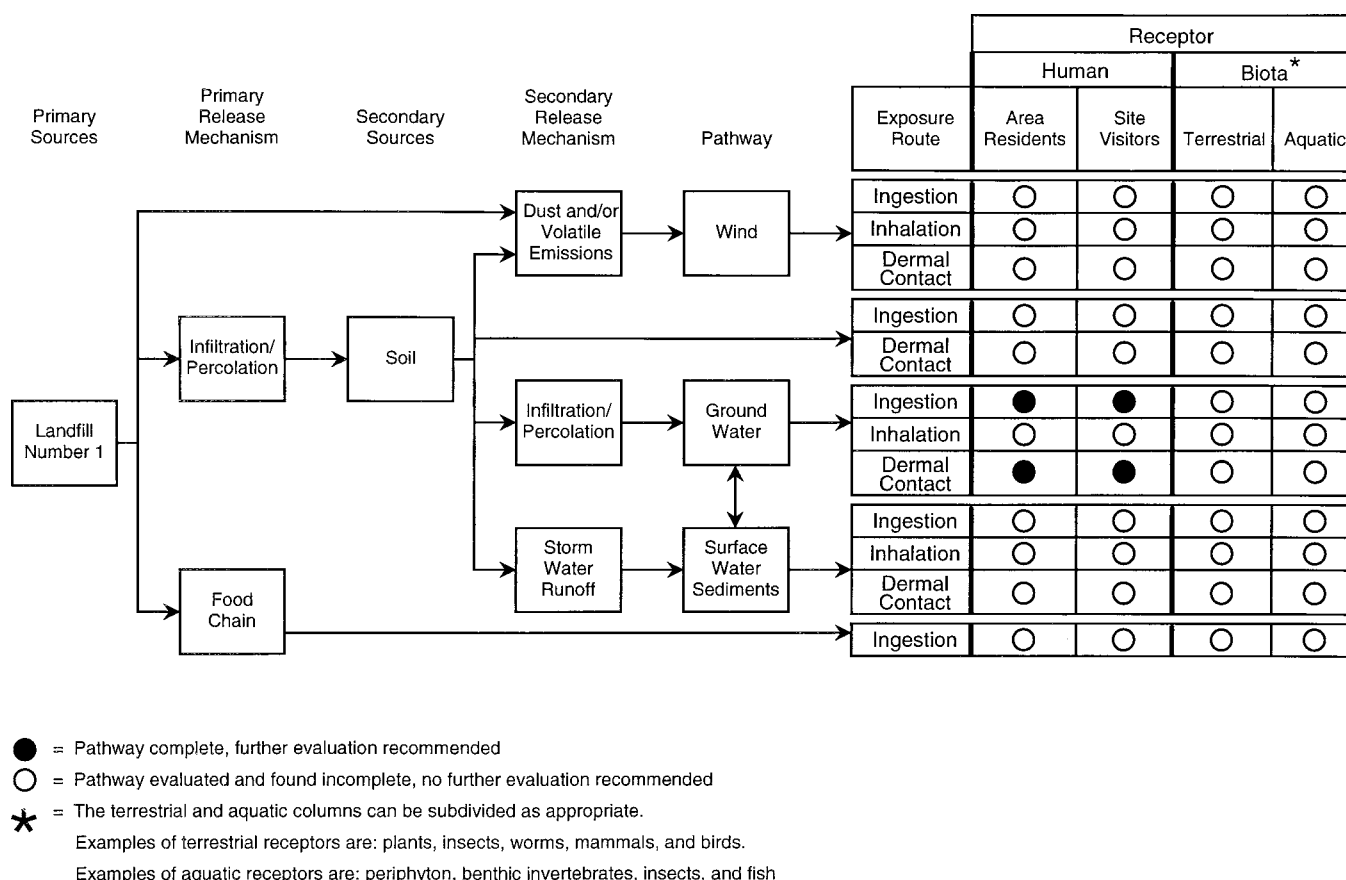 Receptor
Human
Biota*
Primary
Sources
Primary
Release
Mechanism
Secondary
Sources
Secondary
Release
Mechanism
Pathway
Exposure
Route
Area
Residents
Site
Visitors
Terrestrial
Aquatic
Dust and/or
Volatile
Emissions
Wind
Ingestion
Inhalation
Dermal
Contact
Infiltration/
Percolation
Soil
Ingestion
Dermal
Contact
Landfill
Number 1
Infiltration/
Percolation
Ground
Water
Ingestion
Inhalation
Dermal
Contact
Storm
Water
Runoff
Surface
Water
Sediments
Ingestion
Inhalation
Dermal
Contact
Food
Chain
Ingestion
= Pathway complete, further evaluation recommended
= Pathway evaluated and found incomplete, no further evaluation recommended
* = The terrestrial and aquatic columns can be subdivided as appropriate.
Examples of terrestrial receptors are: plants, insects, worms, mammals, and birds.
Examples of aquatic receptors are: periphyton, benthic invertebrates, insects, and fish